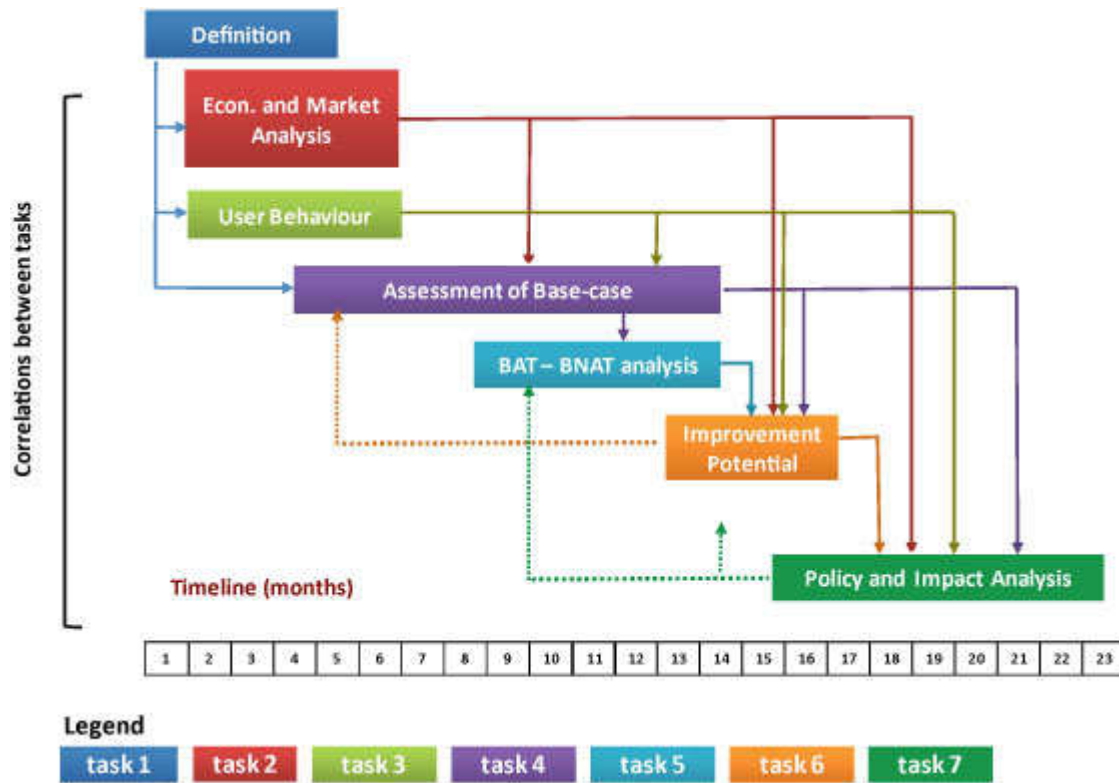 Definition
Econ. and Market
Analysis
User Behaviour
Assessment of Base-case
BAT – BNAT analysis
Improvement
Potential
Policy and Impact Analysis
Correlations between tasks
Timeline (months)
1 2 3 4 5 6 7 8 9 10 11 12 13 14 15 16 17 18 19 20 21 22 23
Legend
task 1 task 2 task 3 task 4 task 5 task 6 task 7